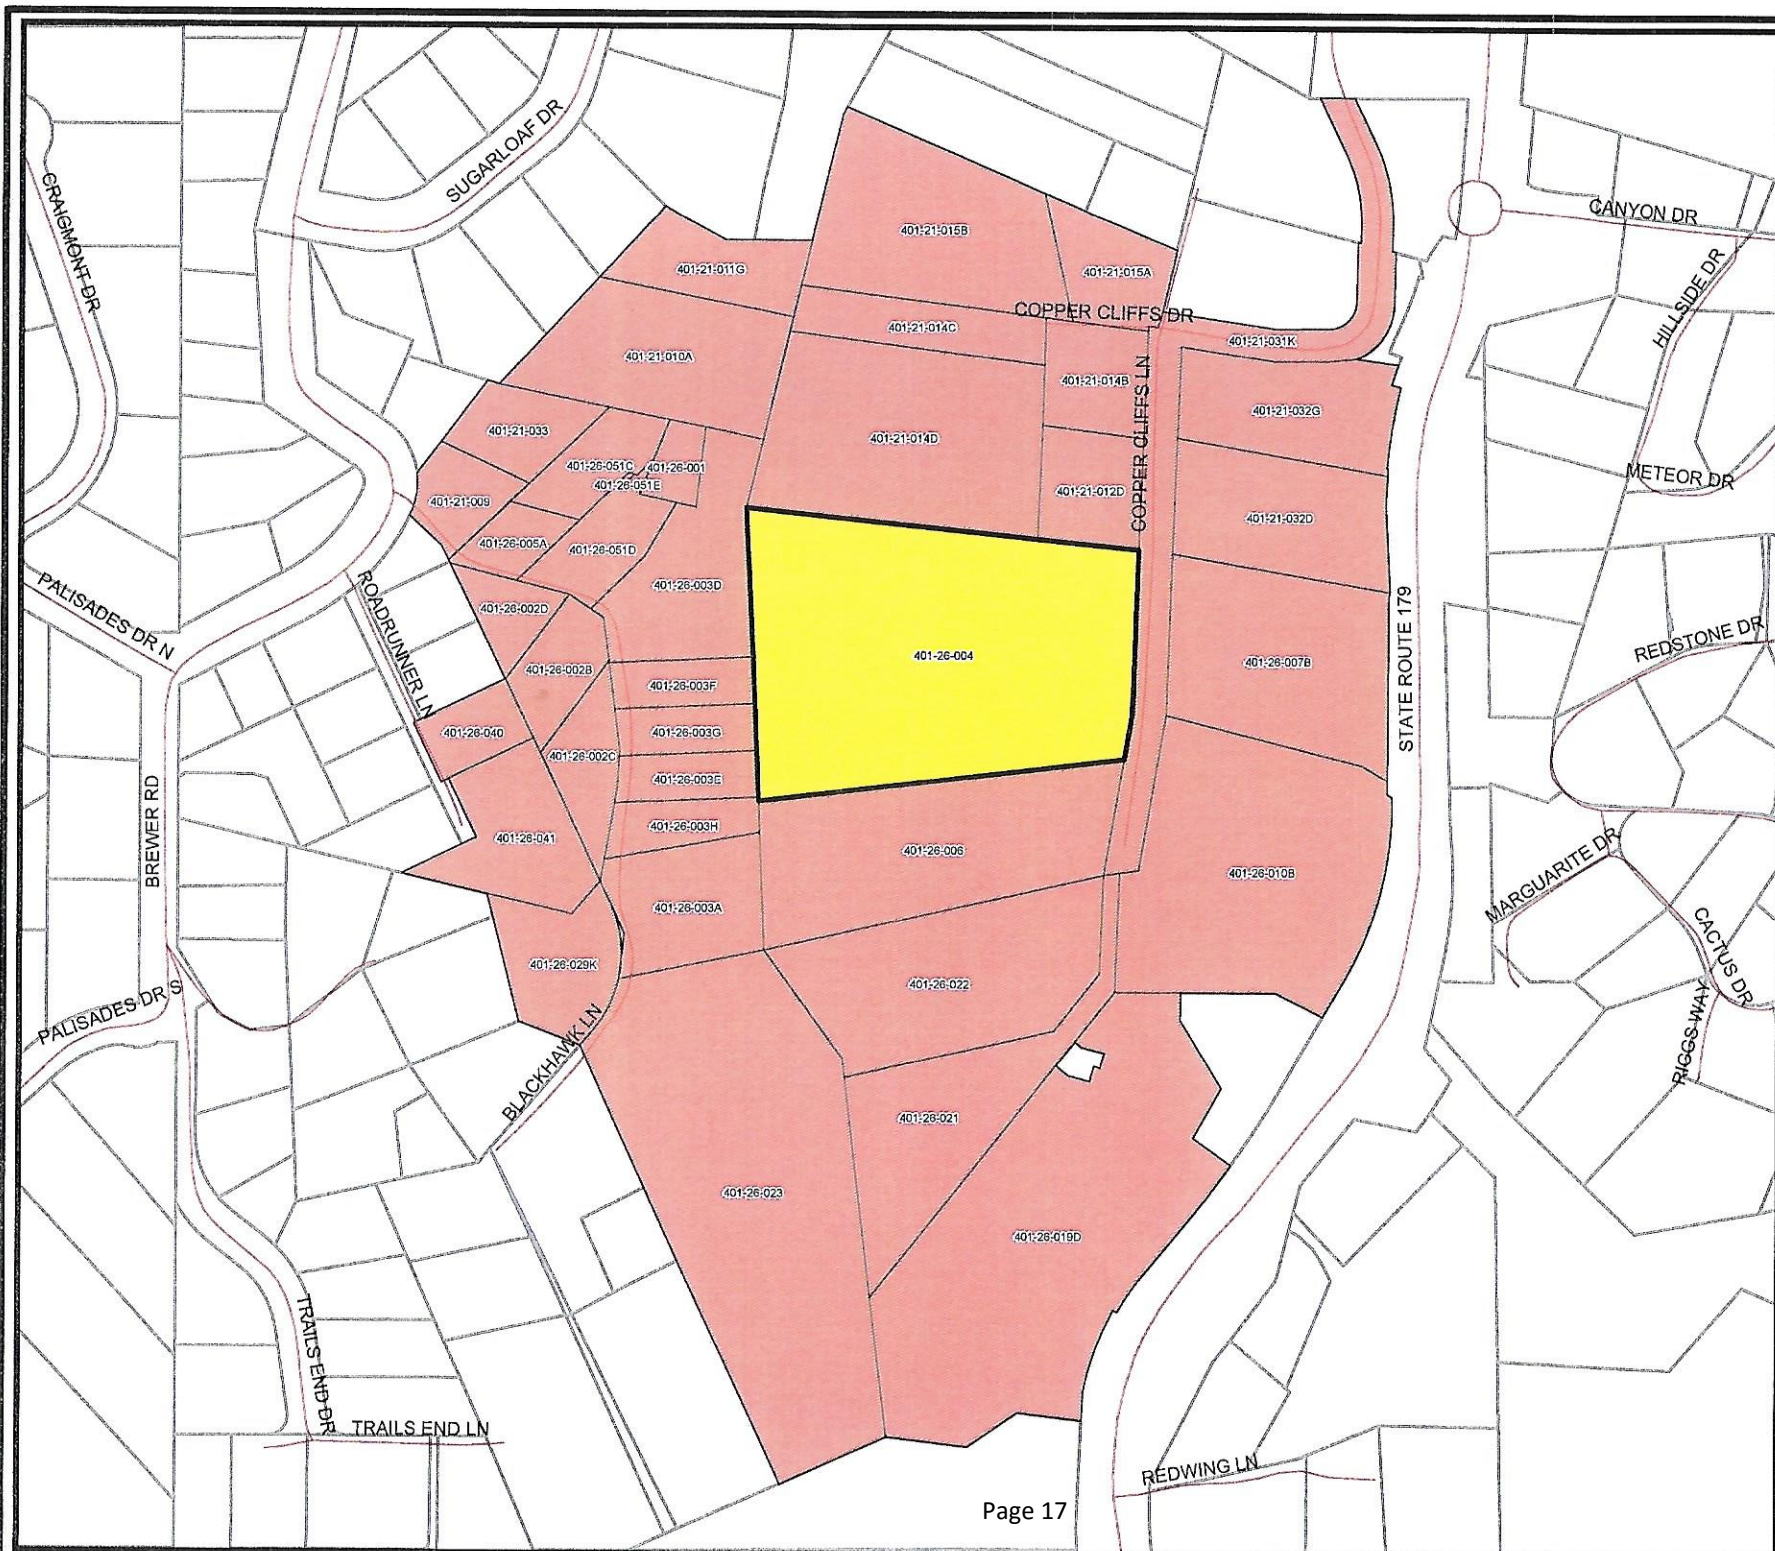 SUGARLOAF DR
CRAIGMONT DR
CANYON DR
HILLSIDE DR
401-21-015B
401-21-011G
401-21-015A
COPPER CLIFFS DR
401-21-014C
401-21-031K
401-21-010A
401-21-014B
COPPER CLIFFS LN
401-21-032G
401-21-033
401-21-014D
401-26-051C
401-26-001
401-26-051E
METEOR DR
401-21-009
401-21-012D
401-21-032D
401-26-005A
401-26-051D
PALISADES DR N
ROADRUNNER LN
401-26-003D
401-26-002D
STATE ROUTE 179
REDSTONE DR
401-26-004
401-26-007B
401-26-002B
401-26-003F
401-26-040
401-26-003G
401-26-002C
401-26-003E
BREWER RD
401-26-003H
401-26-041
401-26-006
MARGUARITE DR
401-26-010B
401-26-003A
CACTUS DR
401-26-029K
401-26-022
PALISADES DR S
RIGGS WAY
BLACKHAWK LN
401-26-021
401-26-023
401-26-019D
TRAILS END DR
TRAILS END LN
REDWING LN
Page 17